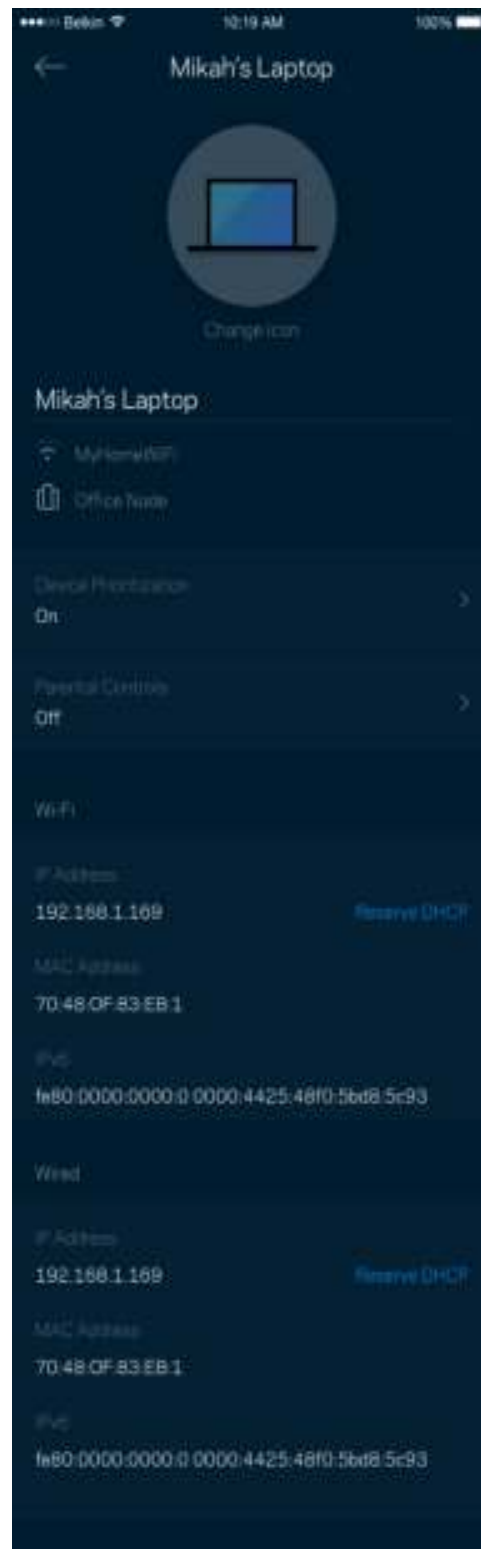 Belkin 10:19 AM 100%
Mikah's Laptop
Change icon
Mikah's Laptop
MyHomeWiFi
Office Node
Device Prioritization
On
Parental Controls
Off
Wi-Fi
IP Address
192.168.1.169 Reserve DHCP
MAC Address
70:48:0F:83:EB:1
IPv6
fe80:0000:0000:0:0000:4425:48f0:5bd8:5c93
Wired
IP Address
192.168.1.169 Reserve DHCP
MAC Address
70:48:0F:83:EB:1
IPv6
fe80:0000:0000:0:0000:4425:48f0:5bd8:5c93